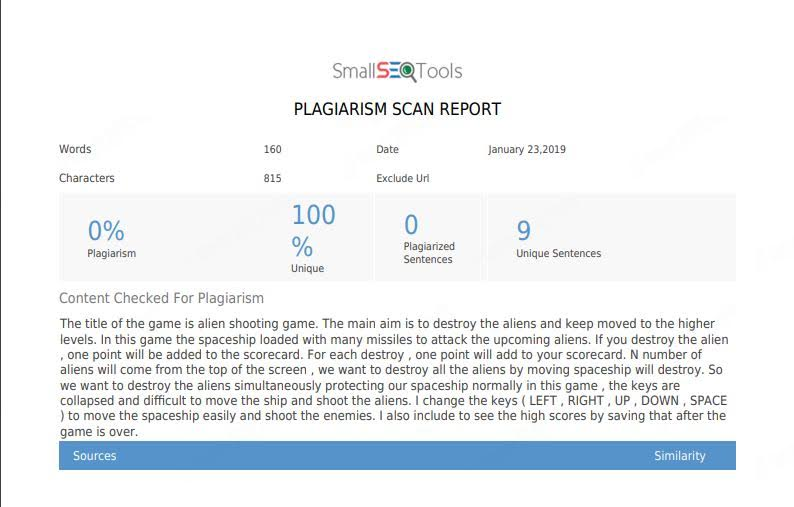 SmallSEOTools
PLAGIARISM SCAN REPORT
Words 160 Date January 23,2019
Characters 815 Exclude Url
0%
Plagiarism
100
%
Unique
0
Plagiarized
Sentences
9
Unique Sentences
Content Checked For Plagiarism
The title of the game is alien shooting game. The main aim is to destroy the aliens and keep moved to the higher
levels. In this game the spaceship loaded with many missiles to attack the upcoming aliens. If you destroy the alien
, one point will be added to the scorecard. For each destroy , one point will add to your scorecard. N number of
aliens will come from the top of the screen , we want to destroy all the aliens by moving spaceship will destroy. So
we want to destroy the aliens simultaneously protecting our spaceship normally in this game , the keys are
collapsed and difficult to move the ship and shoot the aliens. I change the keys ( LEFT , RIGHT , UP , DOWN , SPACE
) to move the spaceship easily and shoot the enemies. I also include to see the high scores by saving that after the
game is over.
Sources Similarity